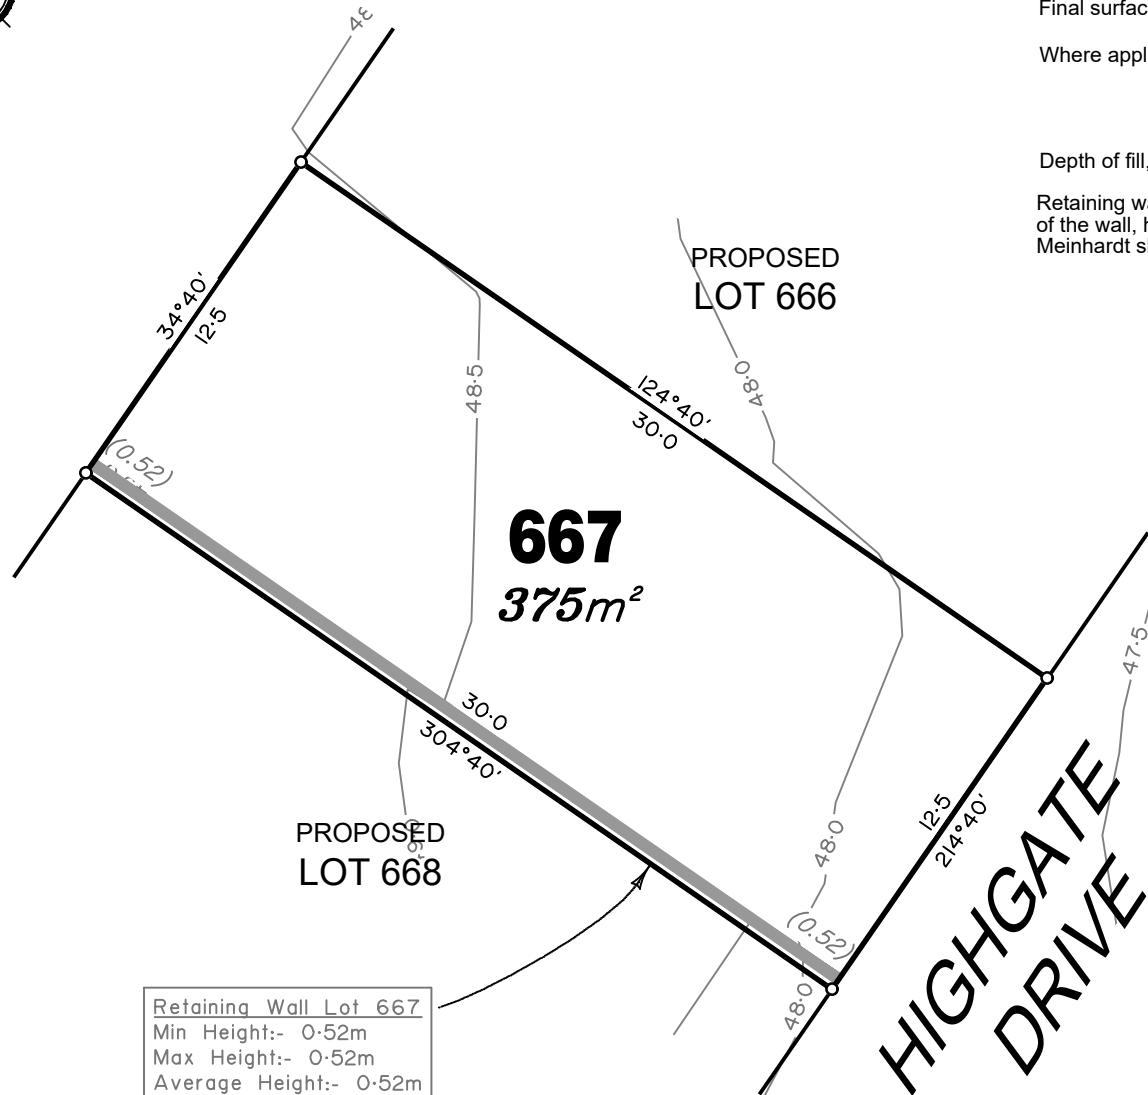 Final surfac
Where appl
Depth of fill,
Retaining wa
of the wall, h
Meinhardt s
PROPOSED
LOT 666
34°40'
12·5
48·5
48·0
124°40'
30·0
(0.52)
667
375m²
47·5
30·0
304°40'
PROPOSED
LOT 668
12·5
214°40'
48·0
(0.52)
48·0
HIGHGATE
DRIVE
Retaining Wall Lot 667
Min Height:- 0·52m
Max Height:- 0·52m
Average Height:- 0·52m